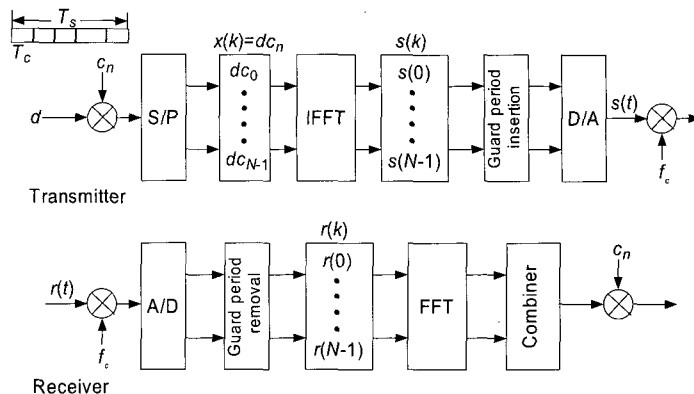 T_s
T_c
c_n
d
S/P
x(k)=dc_n
dc_0
dc_{N-1}
IFFT
s(k)
s(0)
s(N-1)
Guard period
insertion
D/A
s(t)
f_c
Transmitter
r(t)
f_c
A/D
Guard period
removal
r(k)
r(0)
r(N-1)
FFT
Combiner
c_n
Receiver